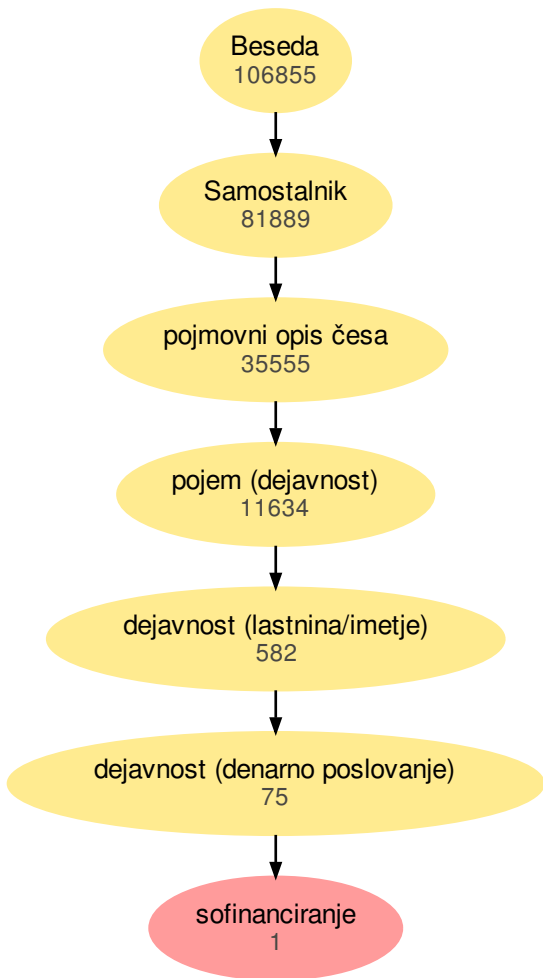 Beseda
106855
Samostalnik
81889
pojmovni opis česa
35555
pojem (dejavnost)
11634
dejavnost (lastnina/imetje)
582
dejavnost (denarno poslovanje)
75
sofinanciranje
1